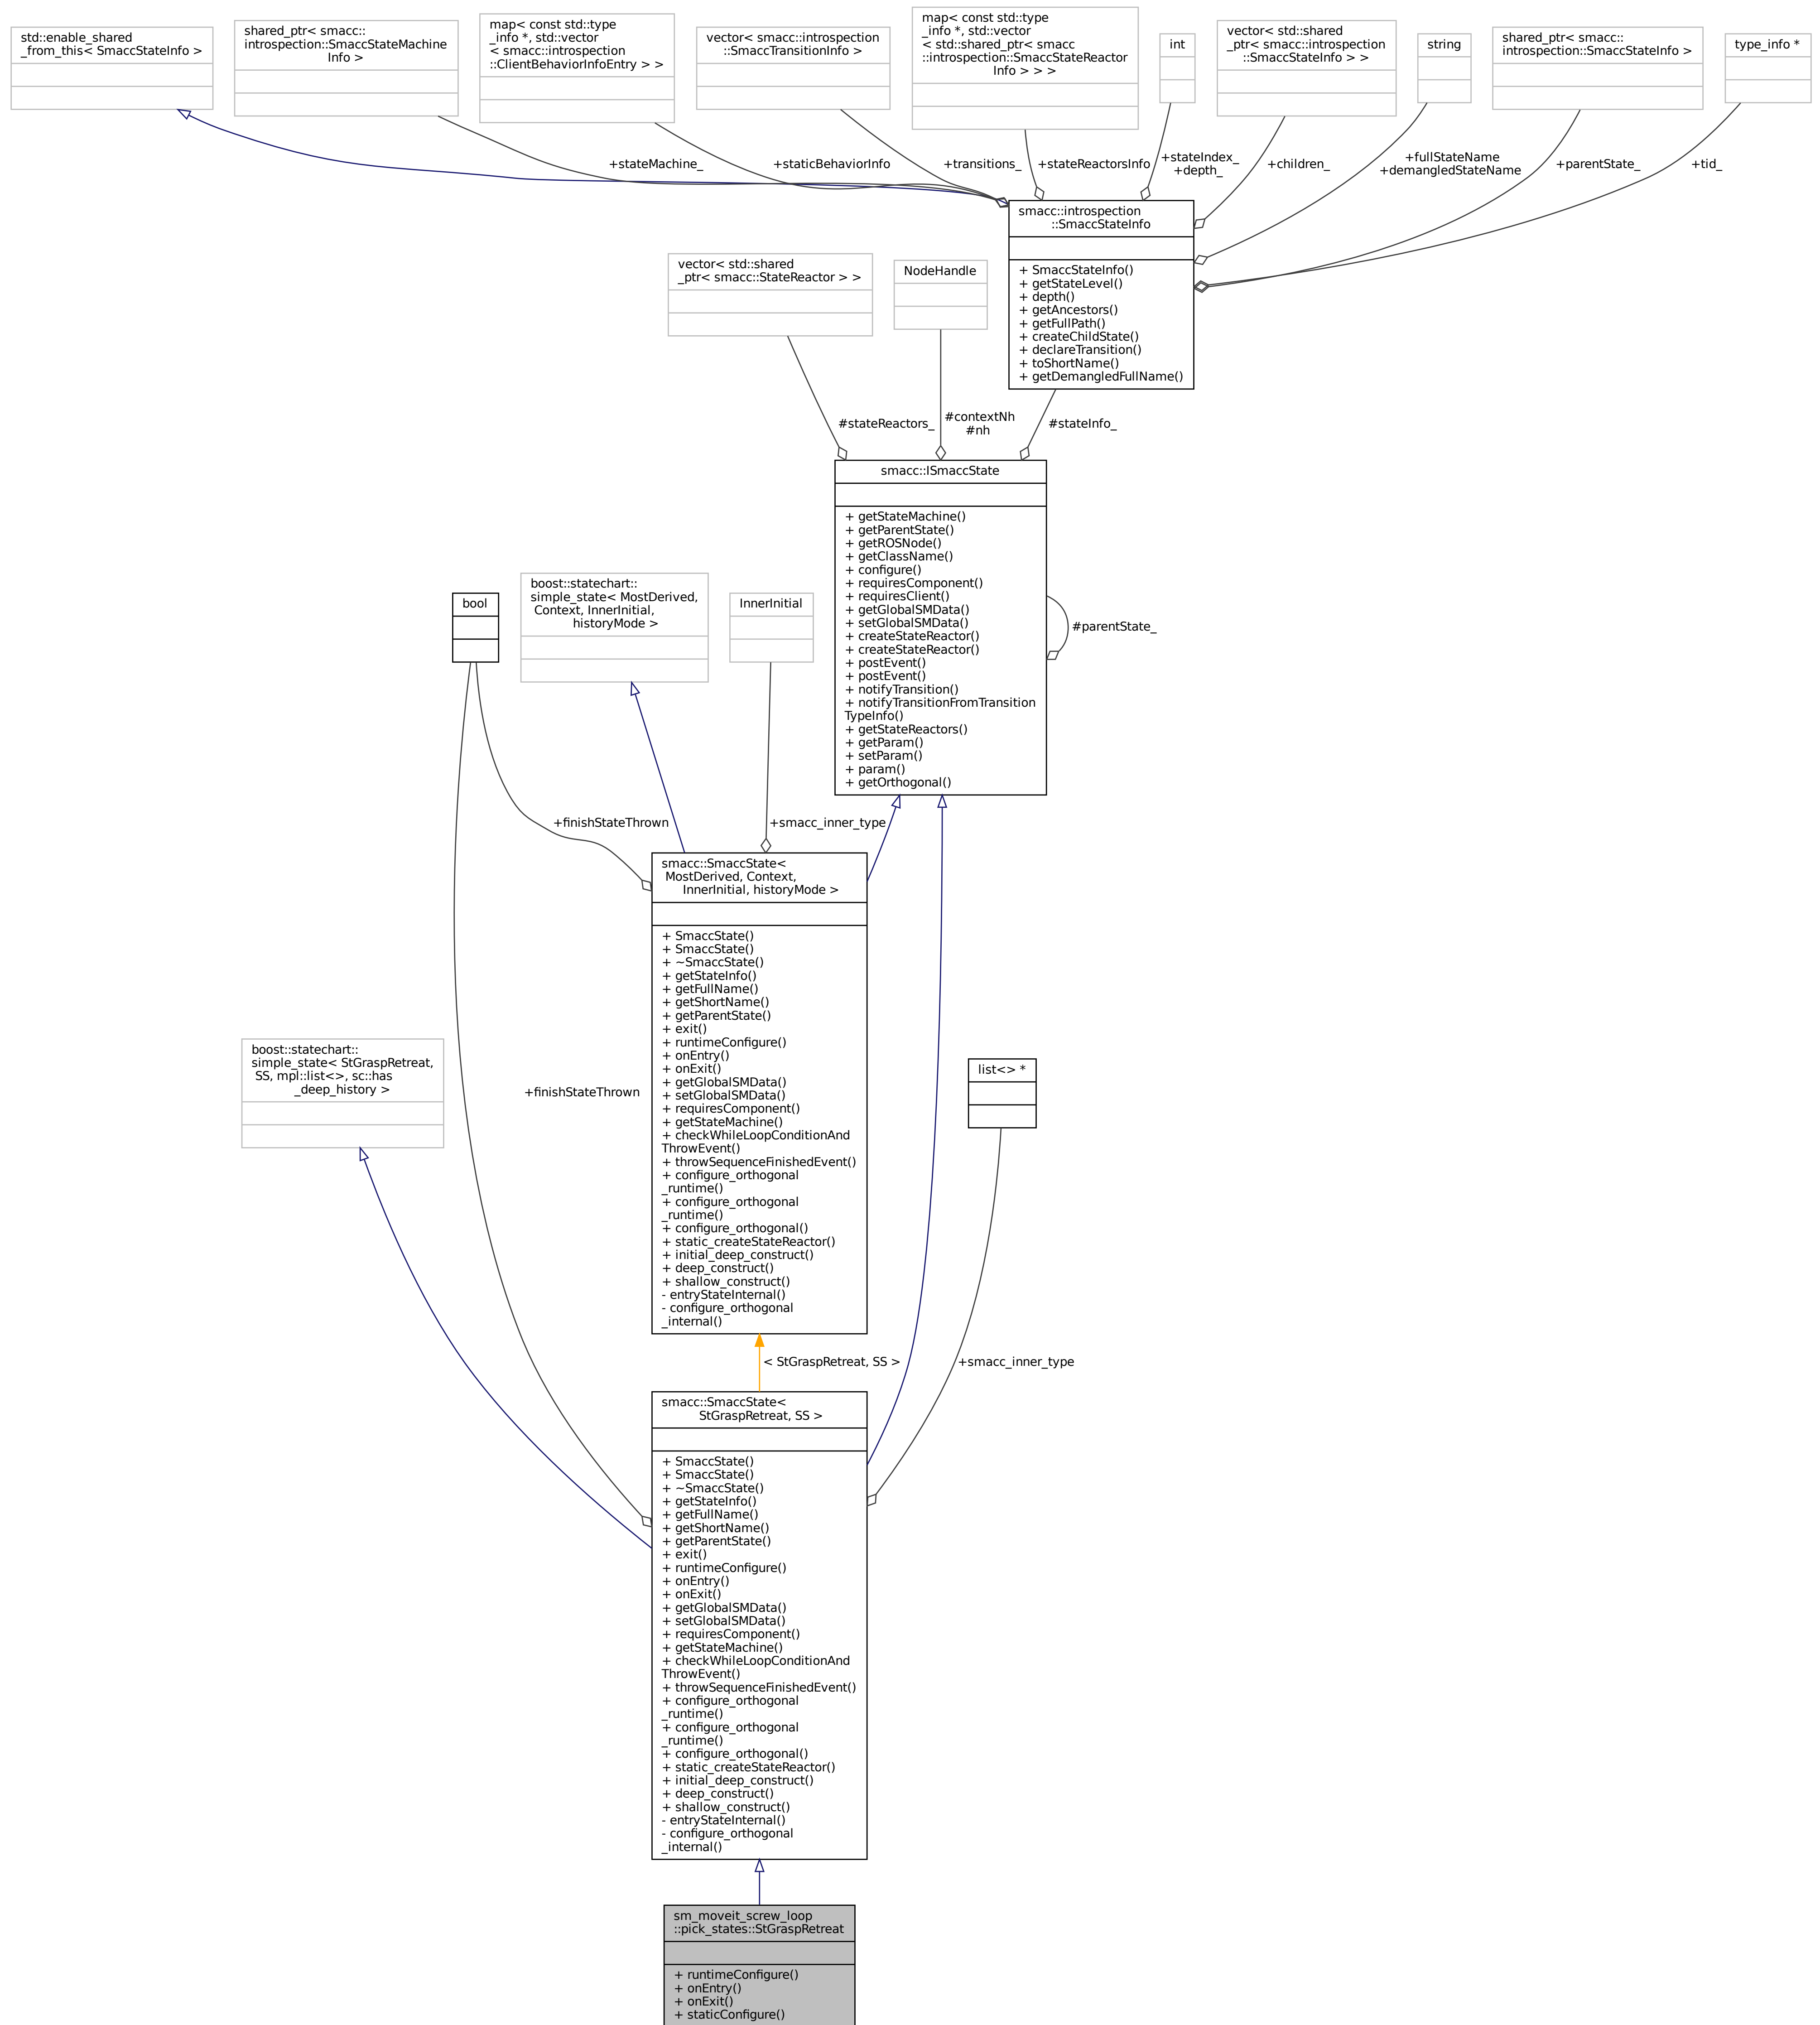 std::enable_shared
_from_this< SmaccStateInfo >
shared_ptr< smacc::
introspection::SmaccStateMachine
Info >
map< const std::type
_info *, std::vector
< smacc::introspection
::ClientBehaviorInfoEntry > >
vector< smacc::introspection
::SmaccTransitionInfo >
map< const std::type
_info *, std::vector
< std::shared_ptr< smacc
::introspection::SmaccStateReactor
Info > > >
int
vector< std::shared
_ptr< smacc::introspection
::SmaccStateInfo > >
string
shared_ptr< smacc::
introspection::SmaccStateInfo >
type_info *
+stateMachine_
+staticBehaviorInfo
+transitions_
+stateReactorsInfo
+stateIndex_
+depth_
+children_
+fullStateName
+demangledStateName
+parentState_
+tid_
smacc::introspection
::SmaccStateInfo
+ SmaccStateInfo()
+ getStateLevel()
+ depth()
+ getAncestors()
+ getFullPath()
+ createChildState()
+ declareTransition()
+ toShortName()
+ getDemangledFullName()
vector< std::shared
_ptr< smacc::StateReactor > >
NodeHandle
#stateReactors_
#contextNh
#nh
#stateInfo_
smacc::ISmaccState
+ getStateMachine()
+ getParentState()
+ getROSNode()
+ getClassName()
+ configure()
+ requiresComponent()
+ requiresClient()
+ getGlobalSMData()
+ setGlobalSMData()
+ createStateReactor()
+ createStateReactor()
+ postEvent()
+ postEvent()
+ notifyTransition()
+ notifyTransitionFromTransition
TypeInfo()
+ getStateReactors()
+ getParam()
+ setParam()
+ param()
+ getOrthogonal()
#parentState_
bool
boost::statechart::
simple_state< MostDerived,
Context, InnerInitial,
historyMode >
InnerInitial
+finishStateThrown
+smacc_inner_type
smacc::SmaccState<
MostDerived, Context,
InnerInitial, historyMode >
+ SmaccState()
+ SmaccState()
+ ~SmaccState()
+ getStateInfo()
+ getFullName()
+ getShortName()
+ getParentState()
+ exit()
+ runtimeConfigure()
+ onEntry()
+ onExit()
+ getGlobalSMData()
+ setGlobalSMData()
+ requiresComponent()
+ getStateMachine()
+ checkWhileLoopConditionAnd
ThrowEvent()
+ throwSequenceFinishedEvent()
+ configure_orthogonal
_runtime()
+ configure_orthogonal
_runtime()
+ configure_orthogonal()
+ static_createStateReactor()
+ initial_deep_construct()
+ deep_construct()
+ shallow_construct()
- entryStateInternal()
- configure_orthogonal
_internal()
boost::statechart::
simple_state< StGraspRetreat,
SS, mpl::list<>, sc::has
_deep_history >
+finishStateThrown
list<> *
< StGraspRetreat, SS >
+smacc_inner_type
smacc::SmaccState<
StGraspRetreat, SS >
+ SmaccState()
+ SmaccState()
+ ~SmaccState()
+ getStateInfo()
+ getFullName()
+ getShortName()
+ getParentState()
+ exit()
+ runtimeConfigure()
+ onEntry()
+ onExit()
+ getGlobalSMData()
+ setGlobalSMData()
+ requiresComponent()
+ getStateMachine()
+ checkWhileLoopConditionAnd
ThrowEvent()
+ throwSequenceFinishedEvent()
+ configure_orthogonal
_runtime()
+ configure_orthogonal
_runtime()
+ configure_orthogonal()
+ static_createStateReactor()
+ initial_deep_construct()
+ deep_construct()
+ shallow_construct()
- entryStateInternal()
- configure_orthogonal
_internal()
sm_moveit_screw_loop
::pick_states::StGraspRetreat
+ runtimeConfigure()
+ onEntry()
+ onExit()
+ staticConfigure()